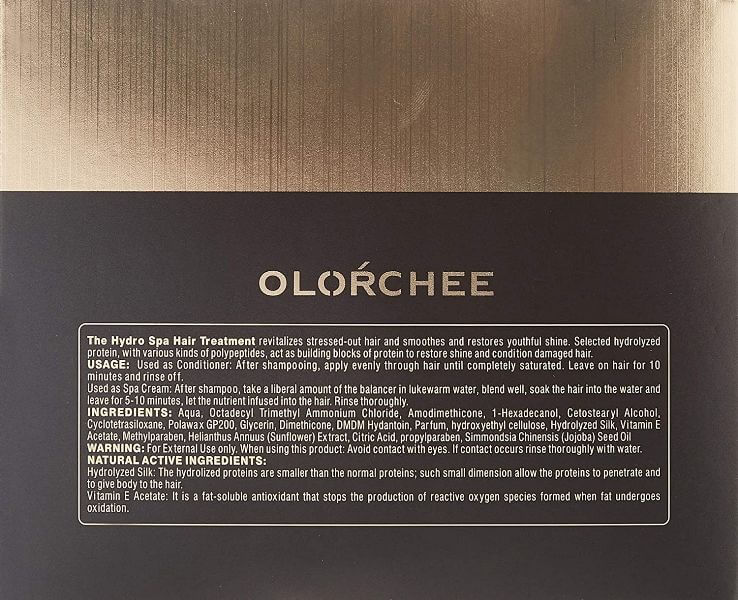 OLOŔCHEE
The Hydro Spa Hair Treatment revitalizes stressed-out hair and smoothes and restores youthful shine. Selected hydrolyzed
protein, with various kinds of polypeptides, act as building blocks of protein to restore shine and condition damaged hair.
USAGE: Used as Conditioner: After shampooing, apply evenly through hair until completely saturated. Leave on hair for 10
minutes and rinse off.
Used as Spa Cream: After shampoo, take a liberal amount of the balancer in lukewarm water, blend well, soak the hair into the water and
leave for 5-10 minutes, let the nutrient infused into the hair. Rinse thoroughly.
INGREDIENTS: Aqua, Octadecyl Trimethyl Ammonium Chloride, Amodimethicone, 1-Hexadecanol, Cetostearyl Alcohol,
Cyclotetrasiloxane, Polawax GP200, Glycerin, Dimethicone, DMDM Hydantoin, Parfum, hydroxyethyl cellulose, Hydrolyzed Silk, Vitamin E
Acetate, Methylparaben, Helianthus Annuus (Sunflower) Extract, Citric Acid, propylparaben, Simmondsia Chinensis (Jojoba) Seed Oil
WARNING: For External Use only. When using this product: Avoid contact with eyes. If contact occurs rinse thoroughly with water.
NATURAL ACTIVE INGREDIENTS:
Hydrolyzed Silk: The hydrolized proteins are smaller than the normal proteins; such small dimension allow the proteins to penetrate and
to give body to the hair.
Vitamin E Acetate: It is a fat-soluble antioxidant that stops the production of reactive oxygen species formed when fat undergoes
oxidation.